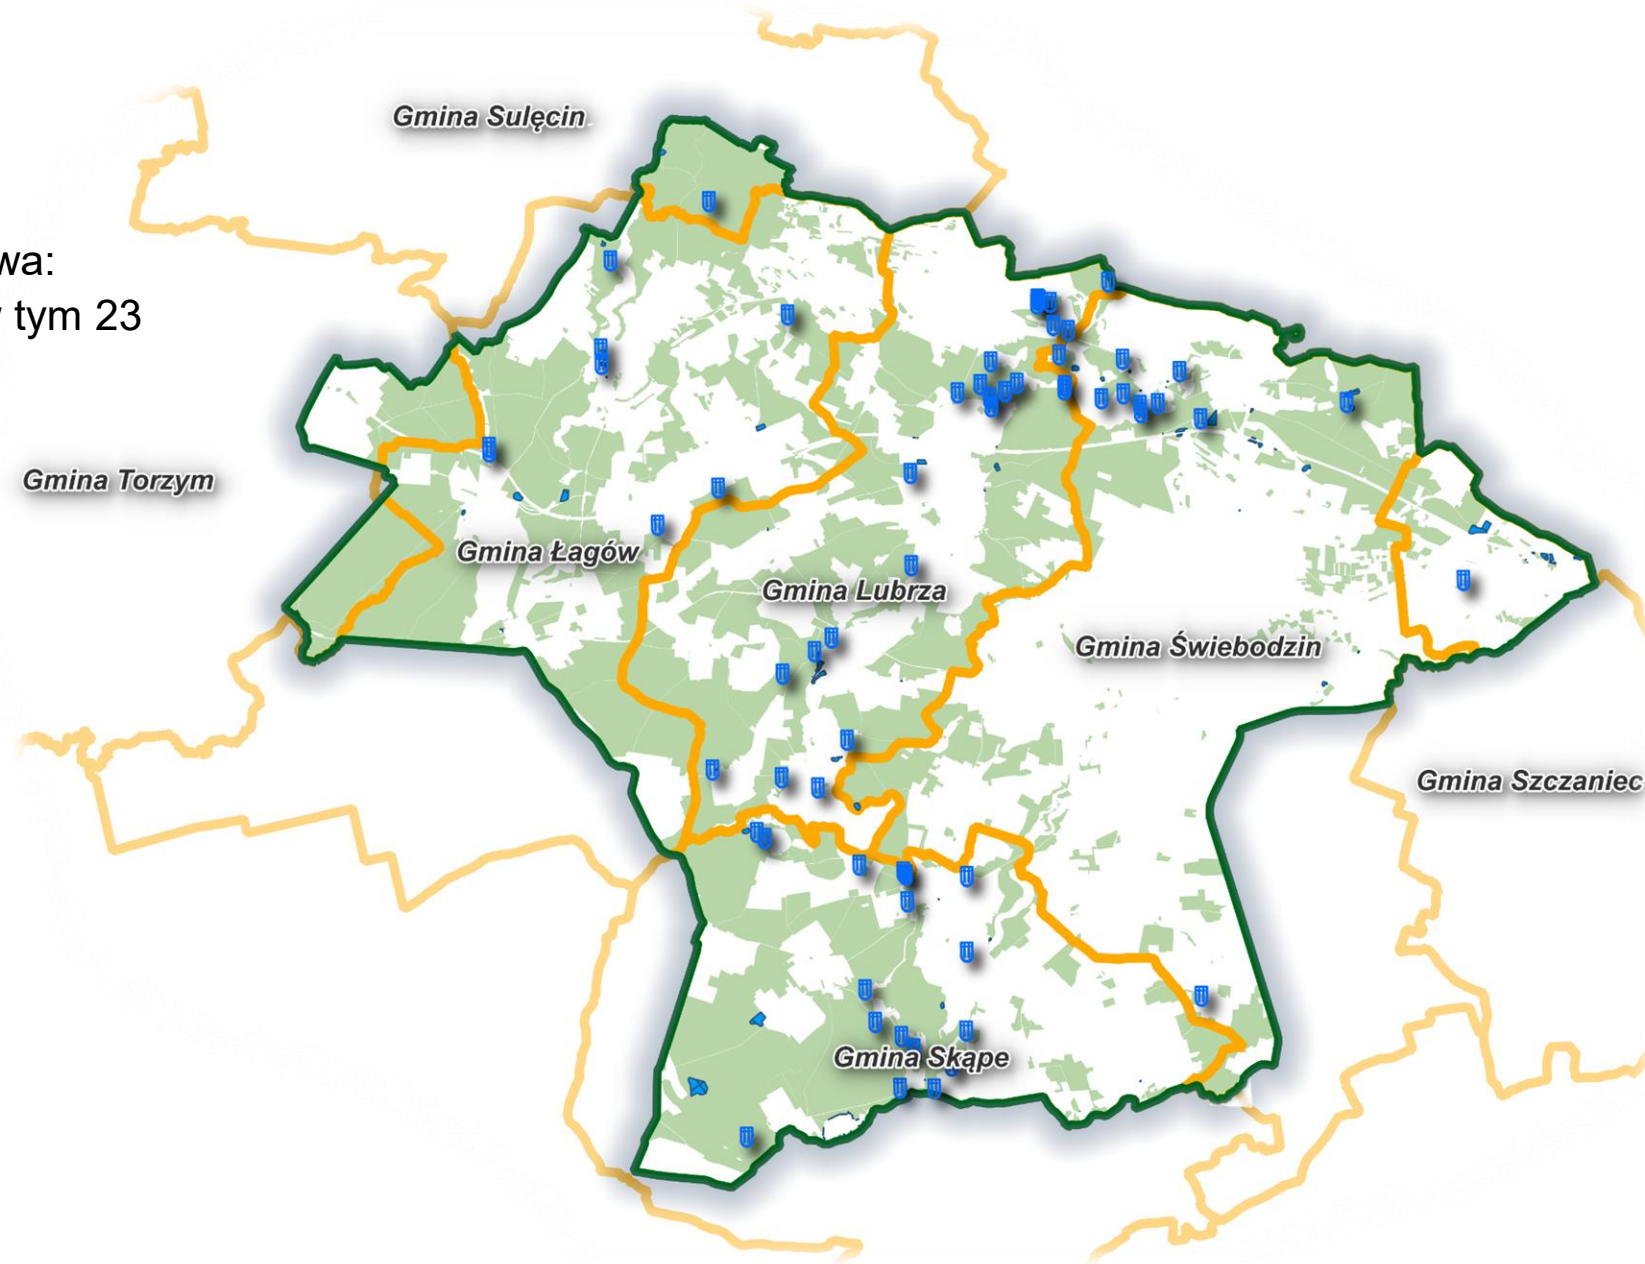 Gmina Sulęcin
wa:
tym 23
Gmina Torzym
Gmina Łagów
Gmina Lubrza
Gmina Świebodzin
Gmina Szczaniec
Gmina Skąpe